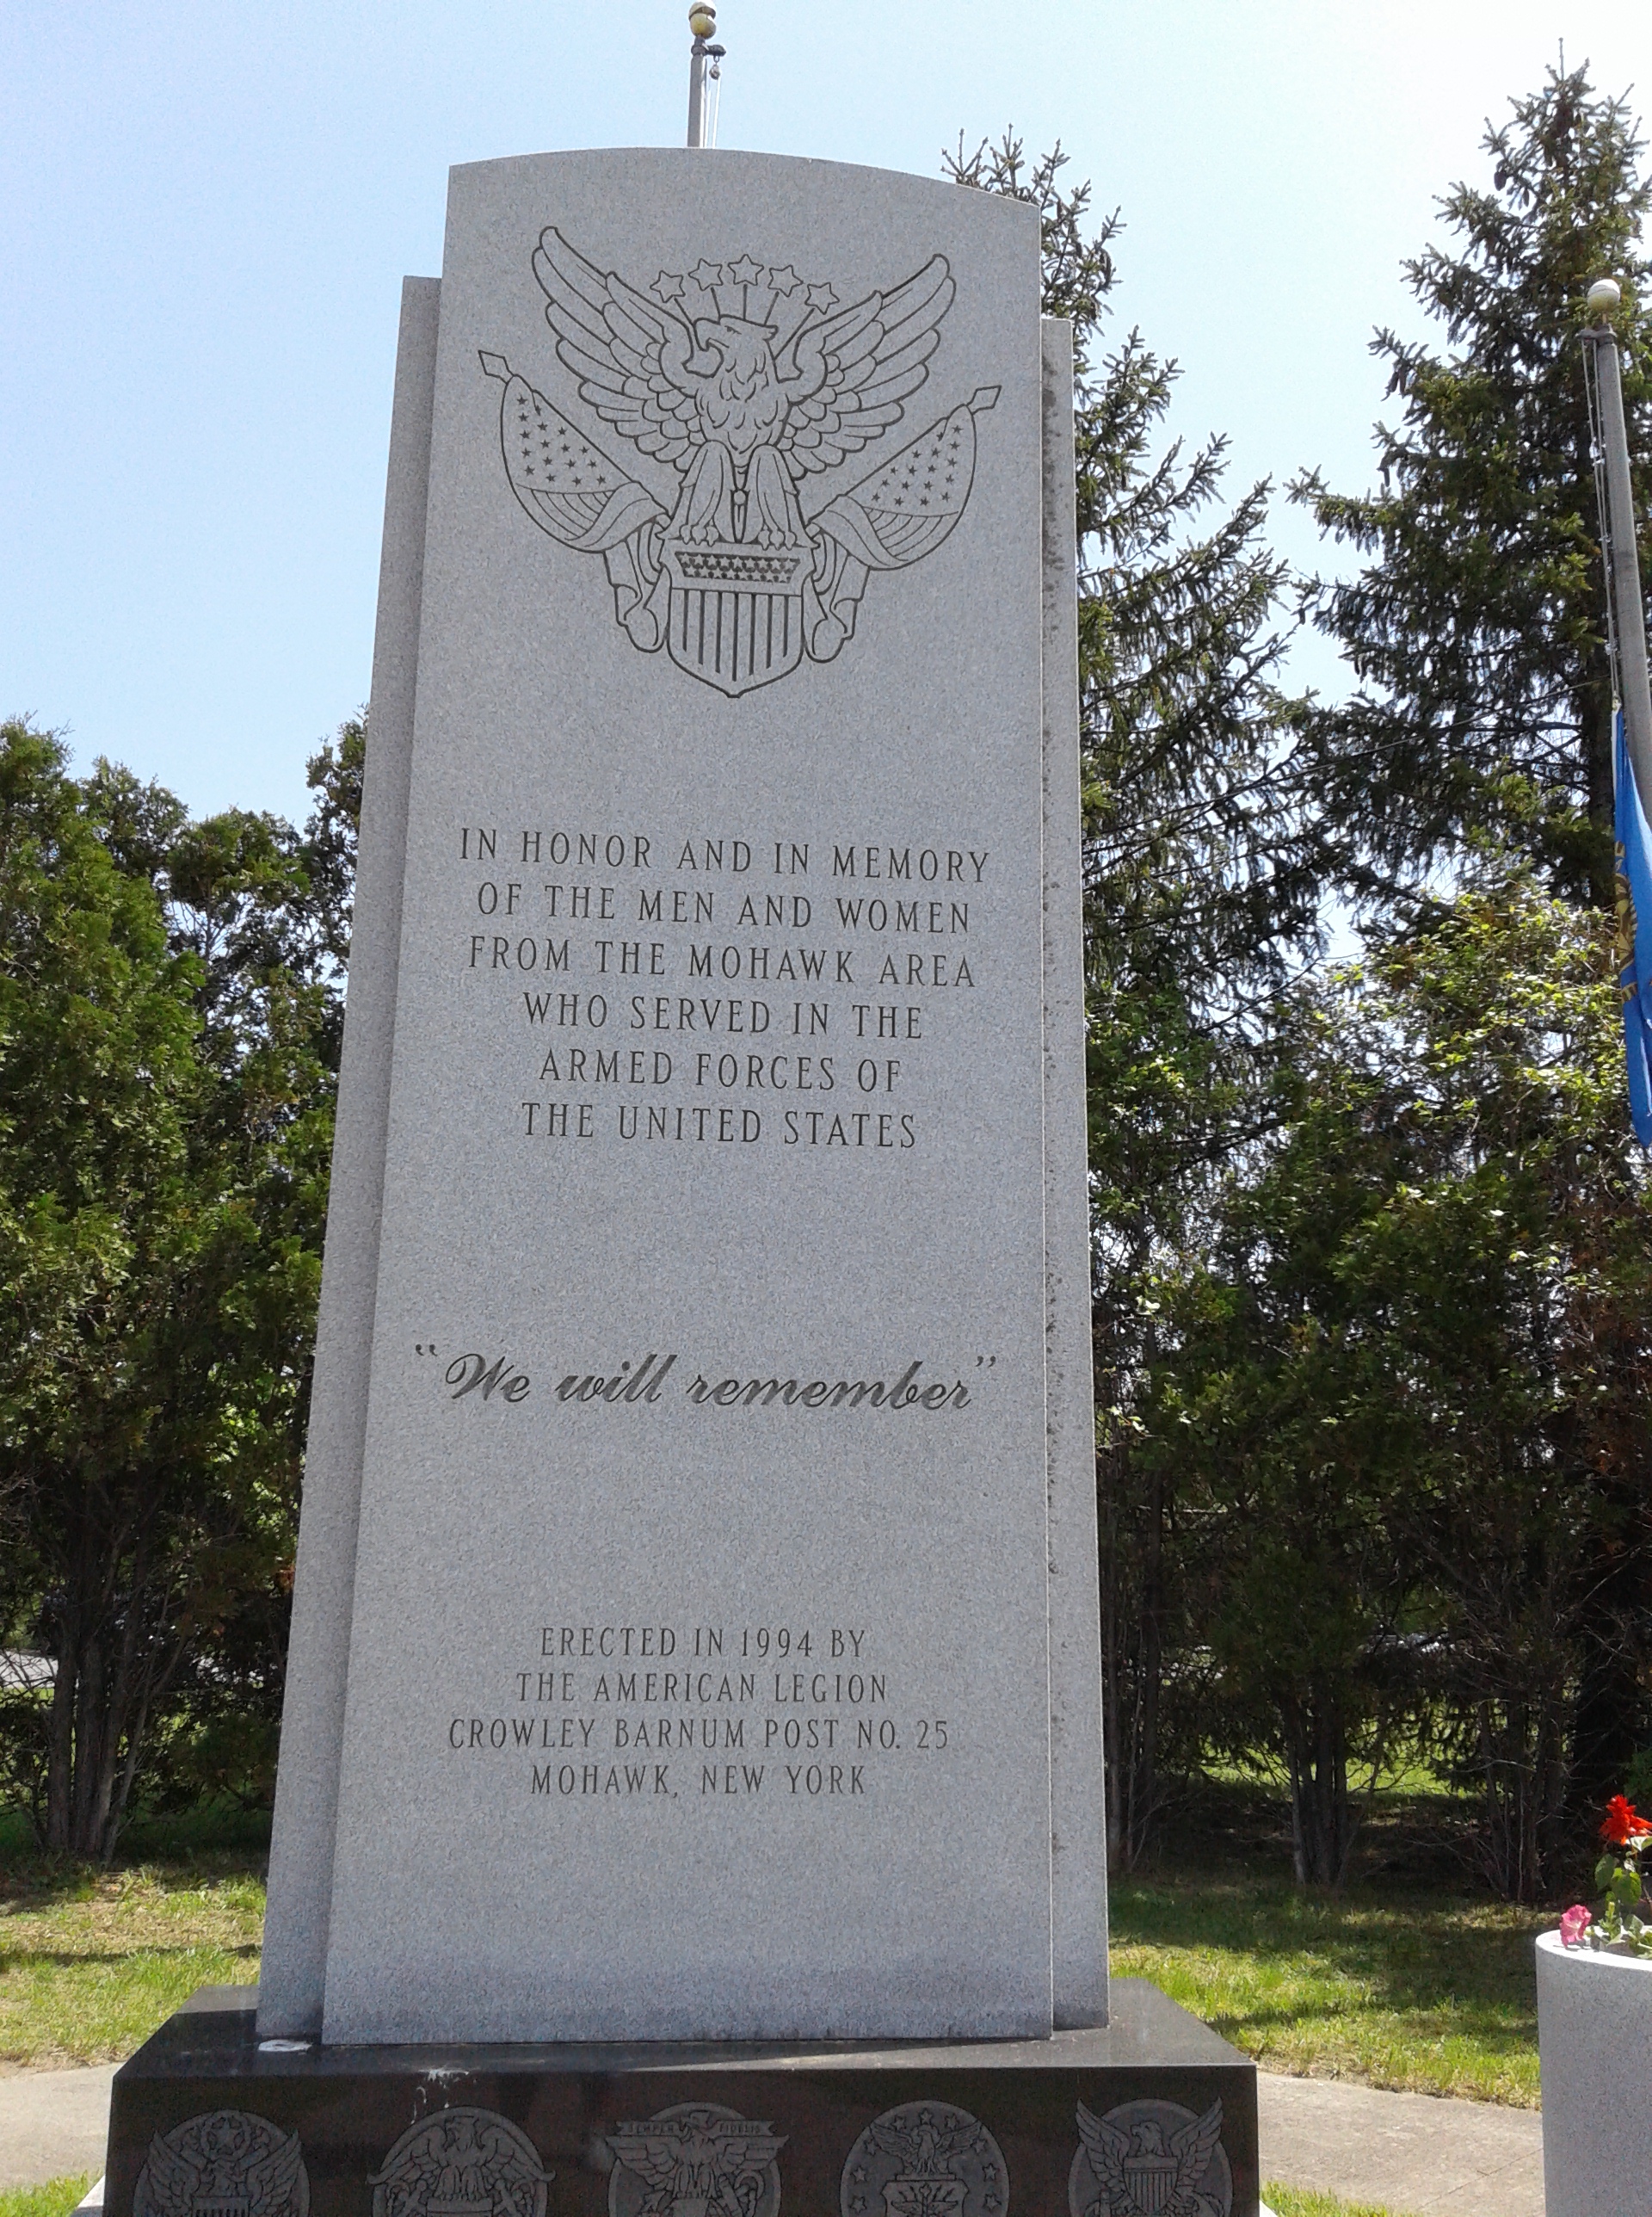 IN HONOR AND IN MEMORY
OF THE MEN AND WOMEN
FROM THE MOHAWK AREA
WHO SERVED IN THE
ARMED FORCES OF
THE UNITED STATES
“We will remember”
ERECTED IN 1994 BY
THE AMERICAN LEGION
CROWLEY BARNUM POST NO. 25
MOHAWK, NEW YORK
SEMPER FIDELIS